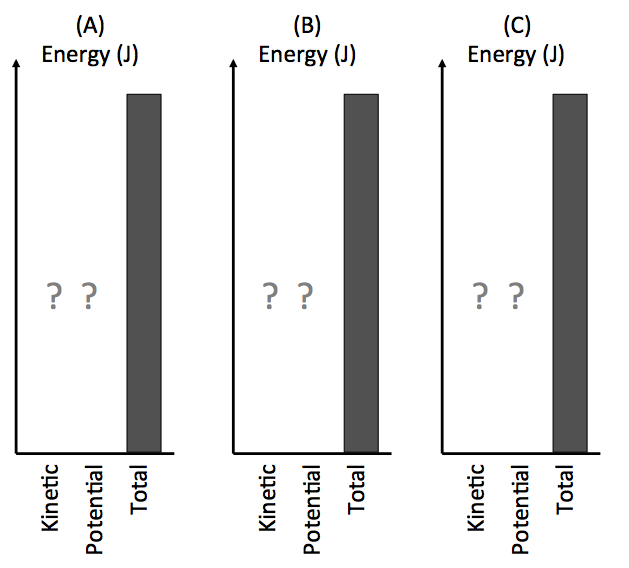 (A)
Energy (J)
? ?
Kinetic
Potential
Total
(B)
Energy (J)
? ?
Kinetic
Potential
Total
(C)
Energy (J)
? ?
Kinetic
Potential
Total